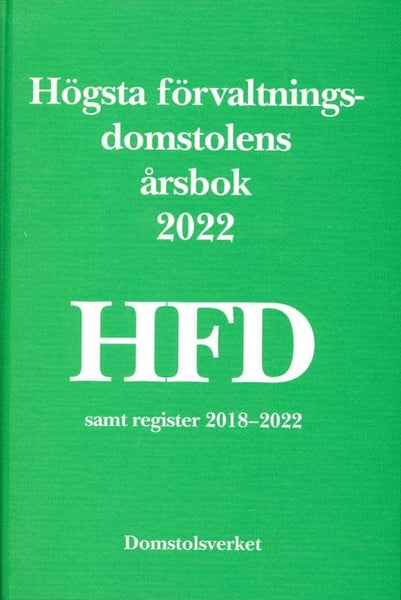 Högsta förvaltnings-
domstolens
årsbok
2022
HFD
samt register 2018–2022
Domstolsverket